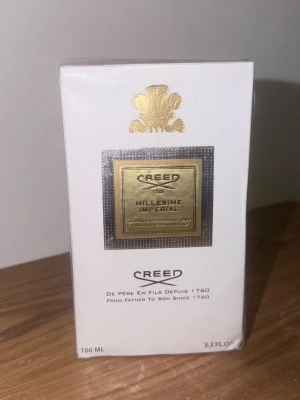 CREED
1760
MILLESIME
IMPERIAL
CREED
DE PÈRE EN FILS DEPUIS 1760
FROM FATHER TO SON SINCE 1760
100 ML
3.3 FL.OZ